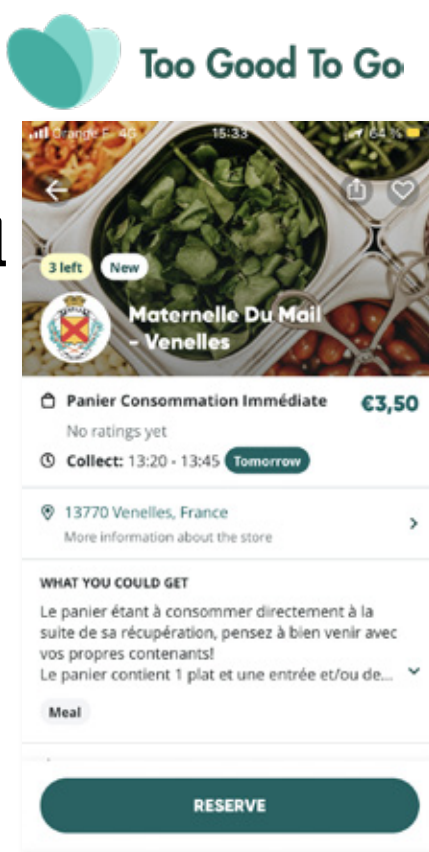 Too Good To Go
Orange F 4G 15:33 64 %
3 left New
Maternelle Du Mail
- Venelles
Panier Consommation Immédiate €3,50
No ratings yet
Collect: 13:20 - 13:45 Tomorrow
13770 Venelles, France
More information about the store
WHAT YOU COULD GET
Le panier étant à consommer directement à la
suite de sa récupération, pensez à bien venir avec
vos propres contenants!
Le panier contient 1 plat et une entrée et/ou de...
Meal
RESERVE